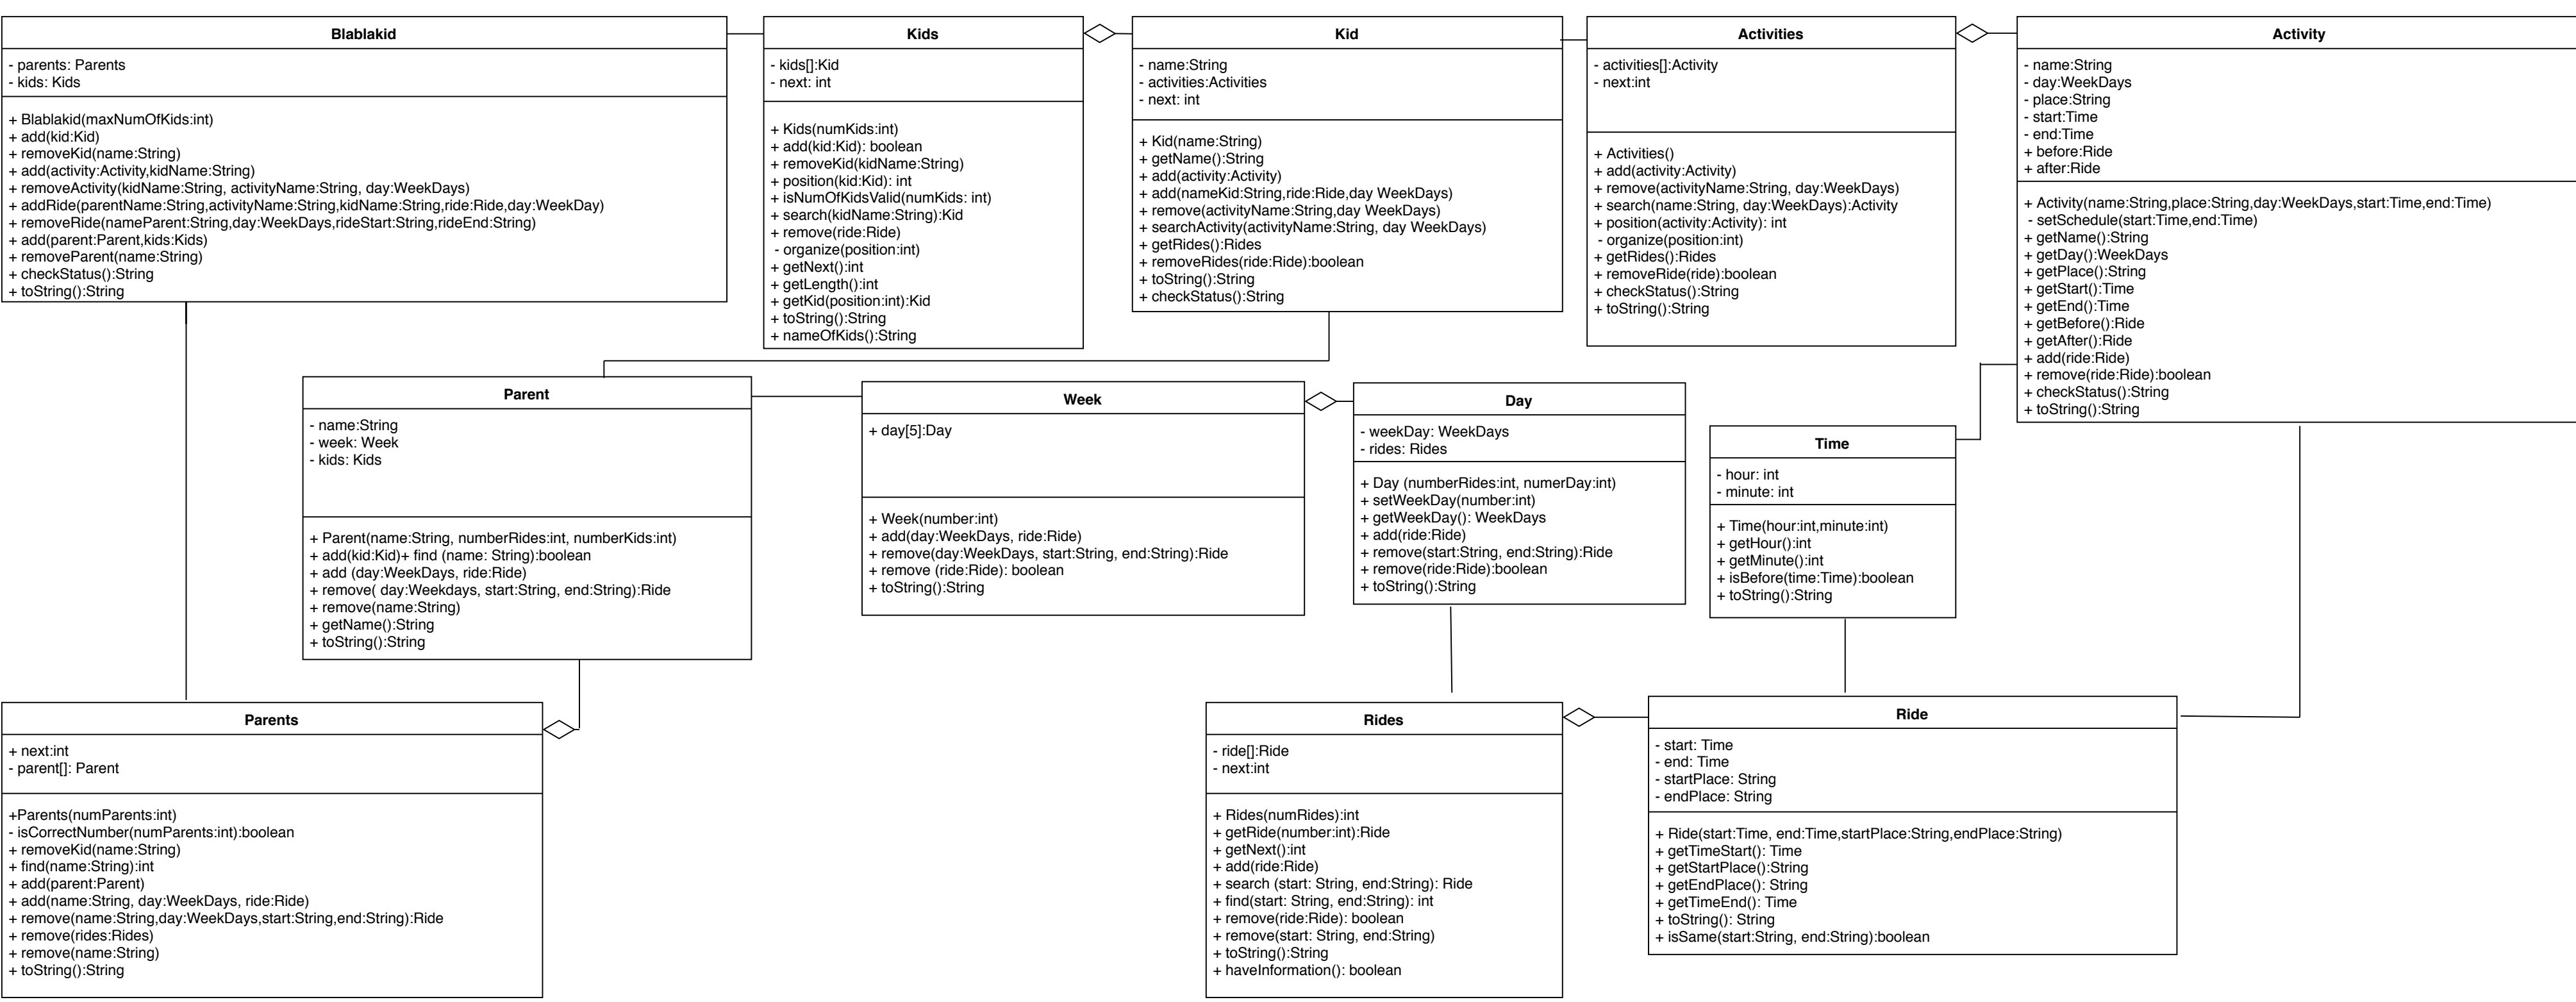 Blablakid
- parents: Parents
- kids: Kids
+ Blablakid(maxNumOfKids:int)
+ add(kid:Kid)
+ removeKid(name:String)
+ add(activity:Activity,kidName:String)
+ removeActivity(kidName:String, activityName:String, day:WeekDays)
+ addRide(parentName:String,activityName:String,kidName:String,ride:Ride,day:WeekDay)
+ removeRide(nameParent:String,day:WeekDays,rideStart:String,rideEnd:String)
+ add(parent:Parent,kids:Kids)
+ removeParent(name:String)
+ checkStatus():String
+ toString():String
Kids
- kids[]:Kid
- next: int
+ Kids(numKids:int)
+ add(kid:Kid): boolean
+ removeKid(kidName:String)
+ position(kid:Kid): int
+ isNumOfKidsValid(numKids: int)
+ search(kidName:String):Kid
+ remove(ride:Ride)
- organize(position:int)
+ getNext():int
+ getLength():int
+ getKid(position:int):Kid
+ toString():String
+ nameOfKids():String
Kid
- name:String
- activities:Activities
- next: int
+ Kid(name:String)
+ getName():String
+ add(activity:Activity)
+ add(nameKid:String,ride:Ride,day WeekDays)
+ remove(activityName:String,day WeekDays)
+ searchActivity(activityName:String, day WeekDays)
+ getRides():Rides
+ removeRides(ride:Ride):boolean
+ toString():String
+ checkStatus():String
Activities
- activities[]:Activity
- next:int
+ Activities()
+ add(activity:Activity)
+ remove(activityName:String, day:WeekDays)
+ search(name:String, day:WeekDays):Activity
+ position(activity:Activity): int
- organize(position:int)
+ getRides():Rides
+ removeRide(ride):boolean
+ checkStatus():String
+ toString():String
Activity
- name:String
- day:WeekDays
- place:String
- start:Time
- end:Time
+ before:Ride
+ after:Ride
+ Activity(name:String,place:String,day:WeekDays,start:Time,end:Time)
- setSchedule(start:Time,end:Time)
+ getName():String
+ getDay():WeekDays
+ getPlace():String
+ getStart():Time
+ getEnd():Time
+ getBefore():Ride
+ getAfter():Ride
+ add(ride:Ride)
+ remove(ride:Ride):boolean
+ checkStatus():String
+ toString():String
Parent
- name:String
- week: Week
- kids: Kids
+ Parent(name:String, numberRides:int, numberKids:int)
+ add(kid:Kid)+ find (name: String):boolean
+ add (day:WeekDays, ride:Ride)
+ remove( day:Weekdays, start:String, end:String):Ride
+ remove(name:String)
+ getName():String
+ toString():String
Week
+ day[5]:Day
+ Week(number:int)
+ add(day:WeekDays, ride:Ride)
+ remove(day:WeekDays, start:String, end:String):Ride
+ remove (ride:Ride): boolean
+ toString():String
Day
- weekDay: WeekDays
- rides: Rides
+ Day (numberRides:int, numerDay:int)
+ setWeekDay(number:int)
+ getWeekDay(): WeekDays
+ add(ride:Ride)
+ remove(start:String, end:String):Ride
+ remove(ride:Ride):boolean
+ toString():String
Time
- hour: int
- minute: int
+ Time(hour:int,minute:int)
+ getHour():int
+ getMinute():int
+ isBefore(time:Time):boolean
+ toString():String
Parents
+ next:int
- parent[]: Parent
+Parents(numParents:int)
- isCorrectNumber(numParents:int):boolean
+ removeKid(name:String)
+ find(name:String):int
+ add(parent:Parent)
+ add(name:String, day:WeekDays, ride:Ride)
+ remove(name:String,day:WeekDays,start:String,end:String):Ride
+ remove(rides:Rides)
+ remove(name:String)
+ toString():String
Rides
- ride[]:Ride
- next:int
+ Rides(numRides):int
+ getRide(number:int):Ride
+ getNext():int
+ add(ride:Ride)
+ search (start: String, end:String): Ride
+ find(start: String, end:String): int
+ remove(ride:Ride): boolean
+ remove(start: String, end:String)
+ toString():String
+ haveInformation(): boolean
Ride
- start: Time
- end: Time
- startPlace: String
- endPlace: String
+ Ride(start:Time, end:Time,startPlace:String,endPlace:String)
+ getTimeStart(): Time
+ getStartPlace():String
+ getEndPlace(): String
+ getTimeEnd(): Time
+ toString(): String
+ isSame(start:String, end:String):boolean